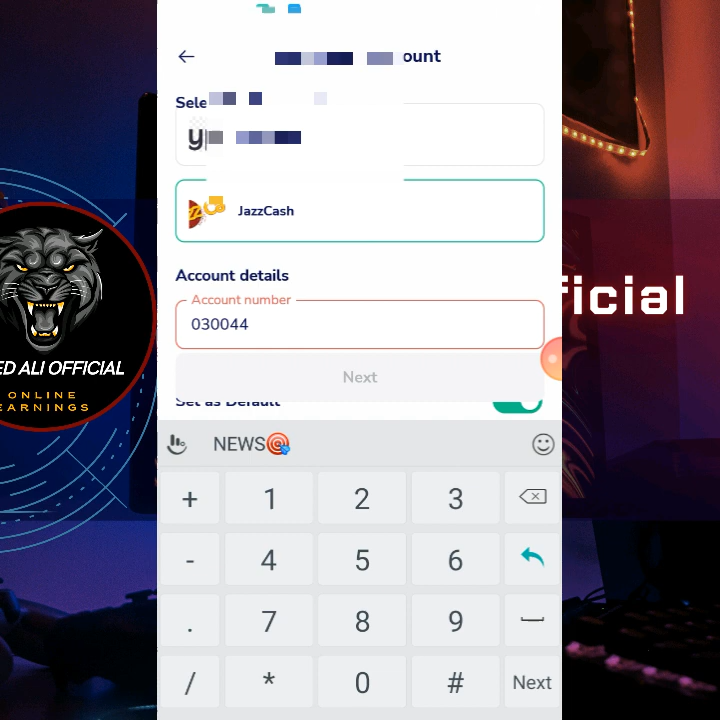 ount
Sele
JazzCash
Account details
Account number
030044
Next
Set as Default
NEWS🎯
+ 1 2 3
- 4 5 6
. 7 8 9
/ * 0 # Next
ED ALI OFFICIAL
ONLINE
EARNINGS
ficial